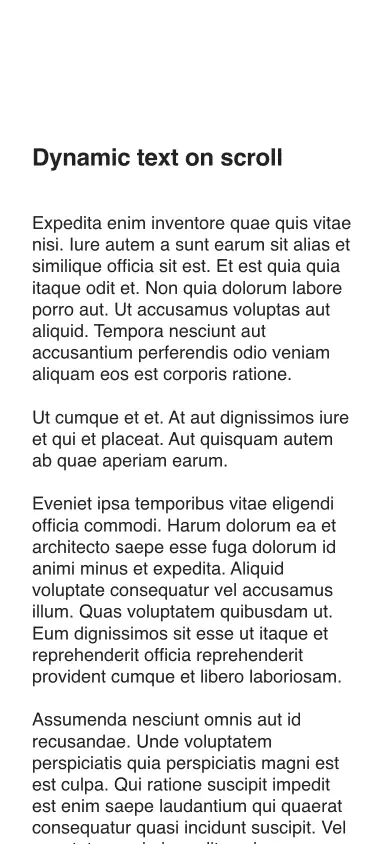 Dynamic text on scroll
Expedita enim inventore quae quis vitae
nisi. Iure autem a sunt earum sit alias et
similique officia sit est. Et est quia quia
itaque odit et. Non quia dolorum labore
porro aut. Ut accusamus voluptas aut
aliquid. Tempora nesciunt aut
accusantium perferendis odio veniam
aliquam eos est corporis ratione.
Ut cumque et et. At aut dignissimos iure
et qui et placeat. Aut quisquam autem
ab quae aperiam earum.
Eveniet ipsa temporibus vitae eligendi
officia commodi. Harum dolorum ea et
architecto saepe esse fuga dolorum id
animi minus et expedita. Aliquid
voluptate consequatur vel accusamus
illum. Quas voluptatem quibusdam ut.
Eum dignissimos sit esse ut itaque et
reprehenderit officia reprehenderit
provident cumque et libero laboriosam.
Assumenda nesciunt omnis aut id
recusandae. Unde voluptatem
perspiciatis quia perspiciatis magni est
est culpa. Qui ratione suscipit impedit
est enim saepe laudantium qui quaerat
consequatur quasi incidunt suscipit. Vel